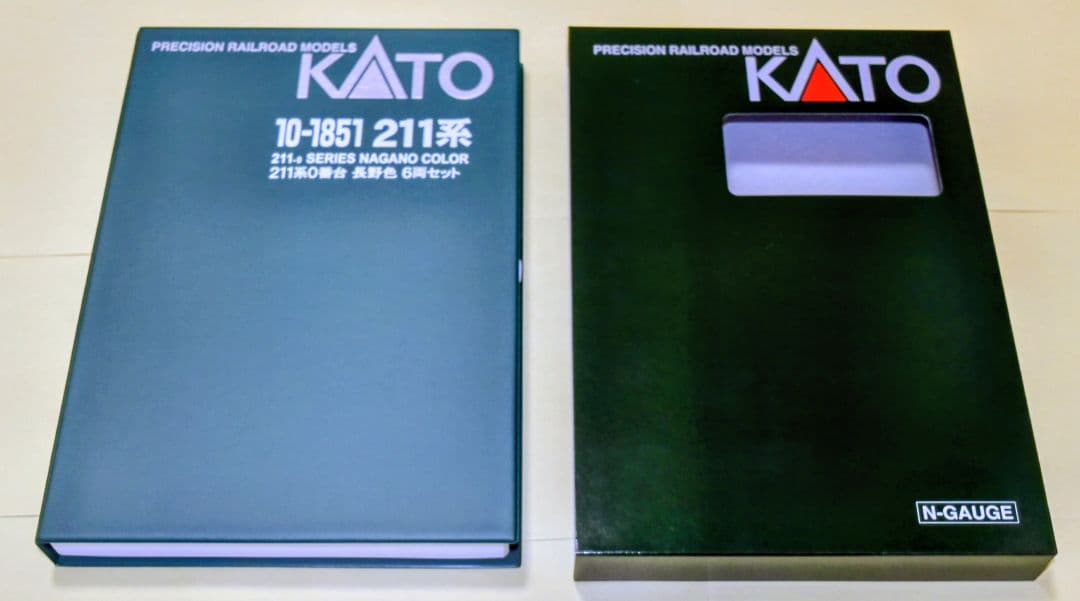 PRECISION RAILROAD MODELS
KATO
10-1851 211系
211-0 SERIES NAGANO COLOR
211系0番台 長野色 6両セット
PRECISION RAILROAD MODELS
KATO
N-GAUGE